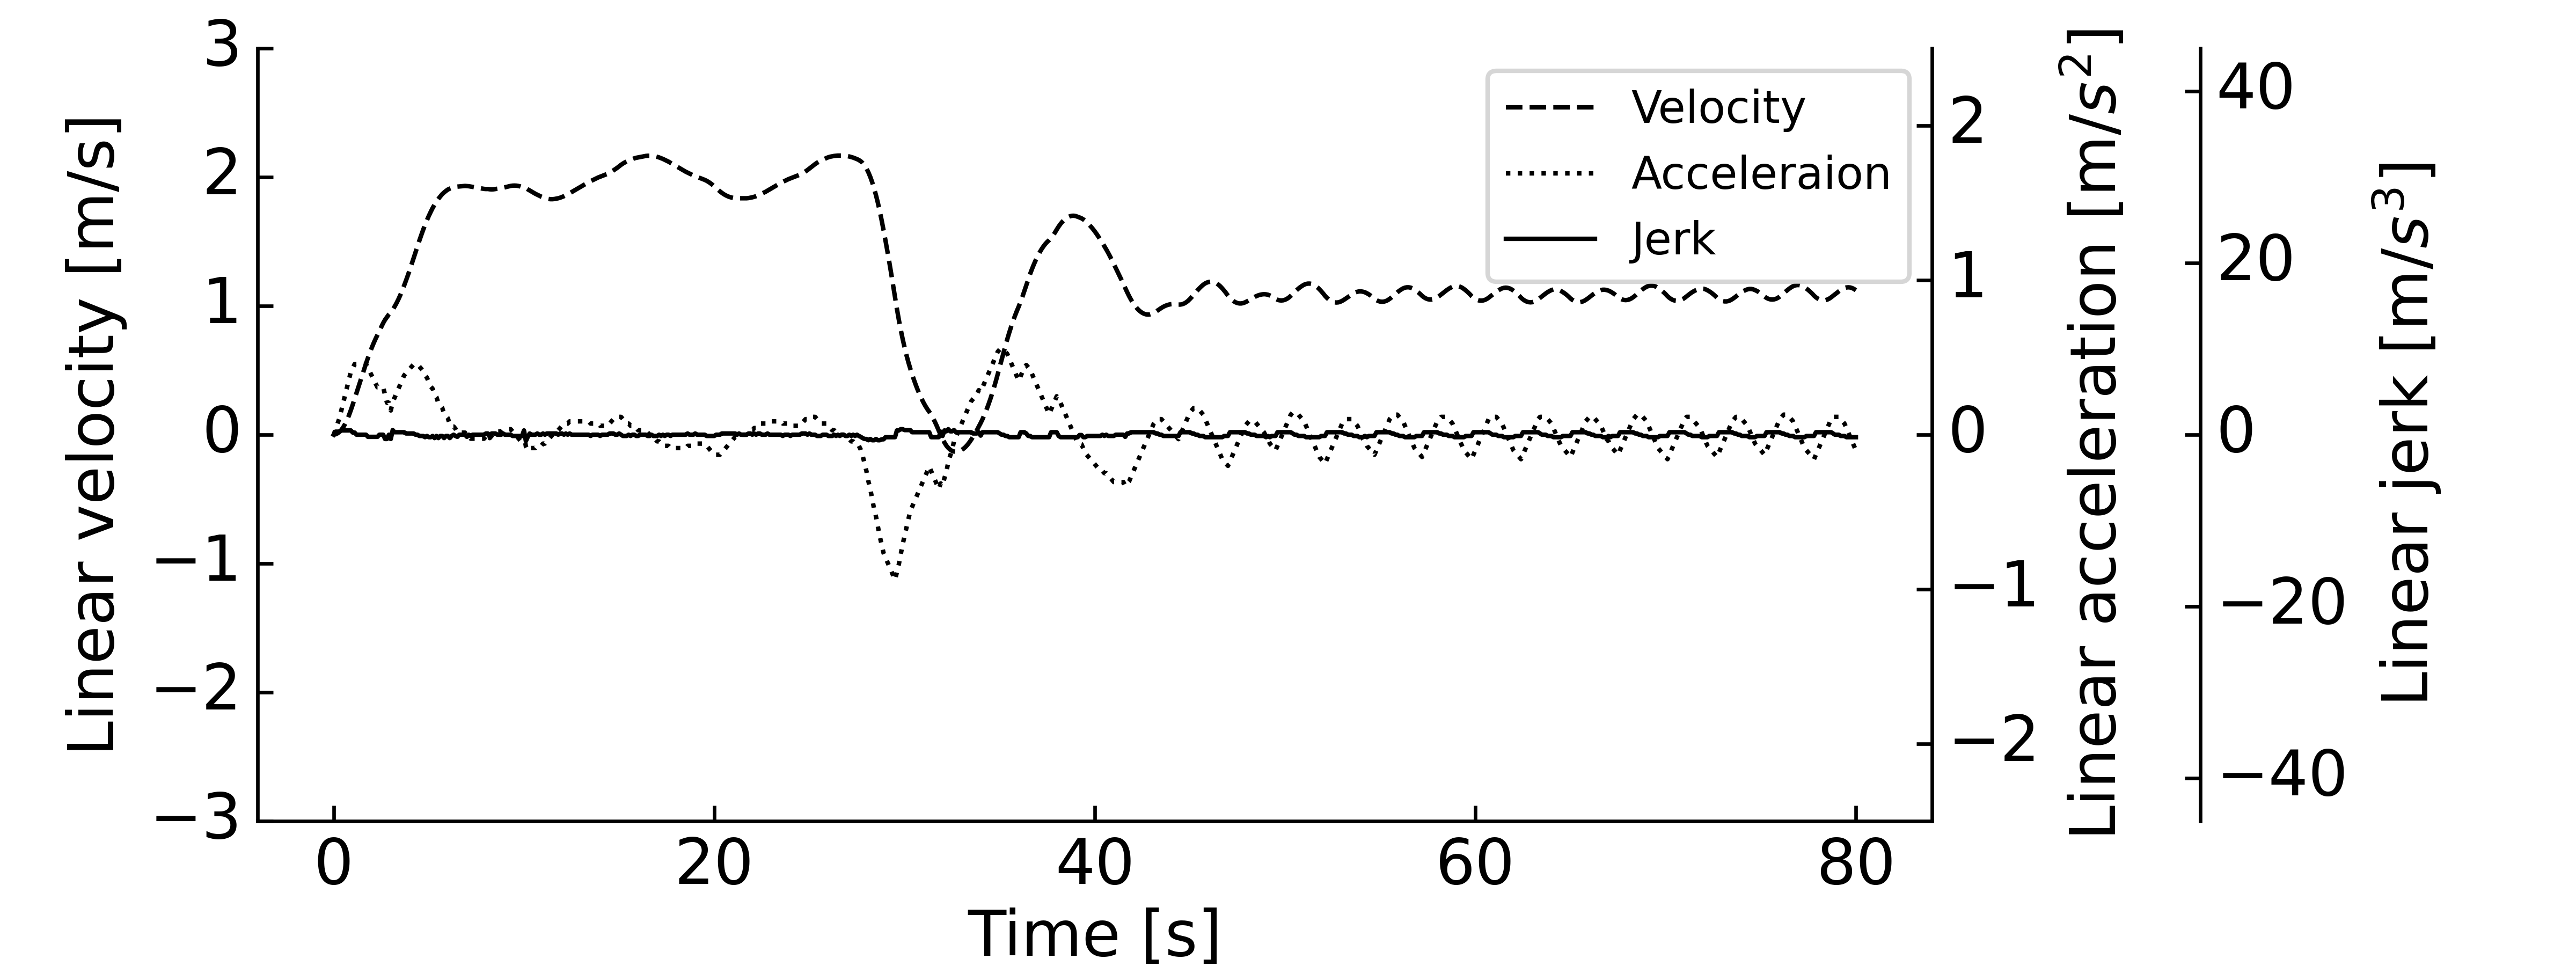 Linear velocity [m/s]
3
2
1
0
−1
−2
−3
0 20 40 60 80
Time [s]
Velocity
Acceleraion
Jerk
2
1
0
−1
−2
Linear acceleration [m/s²]
40
20
0
−20
−40
Linear jerk [m/s³]